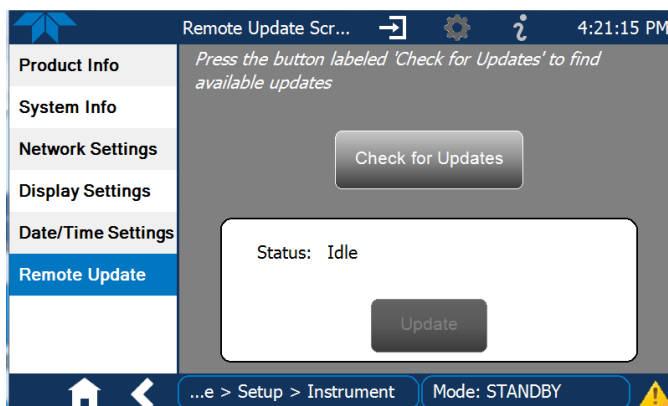 Remote Update Scr...
4:21:15 PM
Product Info
System Info
Network Settings
Display Settings
Date/Time Settings
Remote Update
Press the button labeled 'Check for Updates' to find
available updates
Check for Updates
Status: Idle
Update
...e > Setup > Instrument
Mode: STANDBY